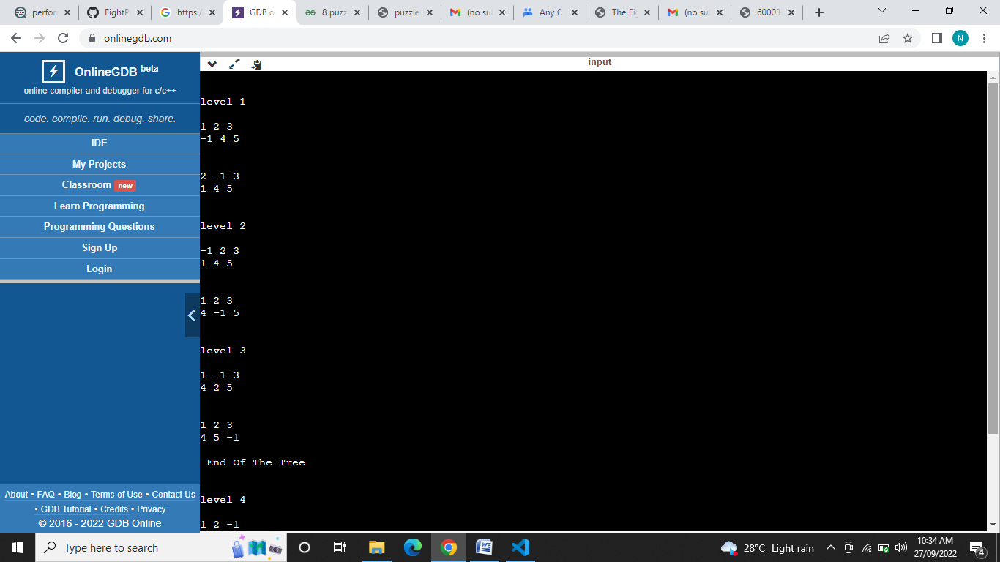 perfor
EightP
https:/
GDB o
8 puzz
puzzle
(no sul
Any C
The Eig
(no sul
60003
onlinegdb.com
N
OnlineGDB beta
online compiler and debugger for c/c++
code. compile. run. debug. share.
IDE
My Projects
Classroom new
Learn Programming
Programming Questions
Sign Up
Login
About • FAQ • Blog • Terms of Use • Contact Us
• GDB Tutorial • Credits • Privacy
© 2016 - 2022 GDB Online
input
level 1
1 2 3
-1 4 5
2 -1 3
1 4 5
level 2
-1 2 3
1 4 5
1 2 3
4 -1 5
level 3
1 -1 3
4 2 5
1 2 3
4 5 -1
End Of The Tree
level 4
1 2 -1
Type here to search
28°C Light rain
10:34 AM
27/09/2022
4